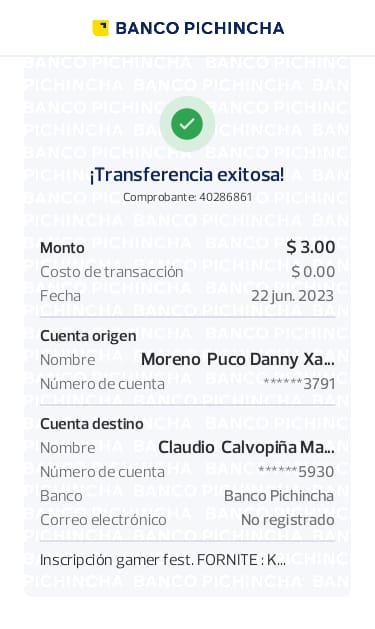 BANCO PICHINCHA
¡Transferencia exitosa!
Comprobante: 40286861
Monto $ 3.00
Costo de transacción $ 0.00
Fecha 22 jun. 2023
Cuenta origen
Nombre Moreno Puco Danny Xa...
Número de cuenta ******3791
Cuenta destino
Nombre Claudio Calvopiña Ma...
Número de cuenta ******5930
Banco Banco Pichincha
Correo electrónico No registrado
Inscripción gamer fest. FORNITE : K...